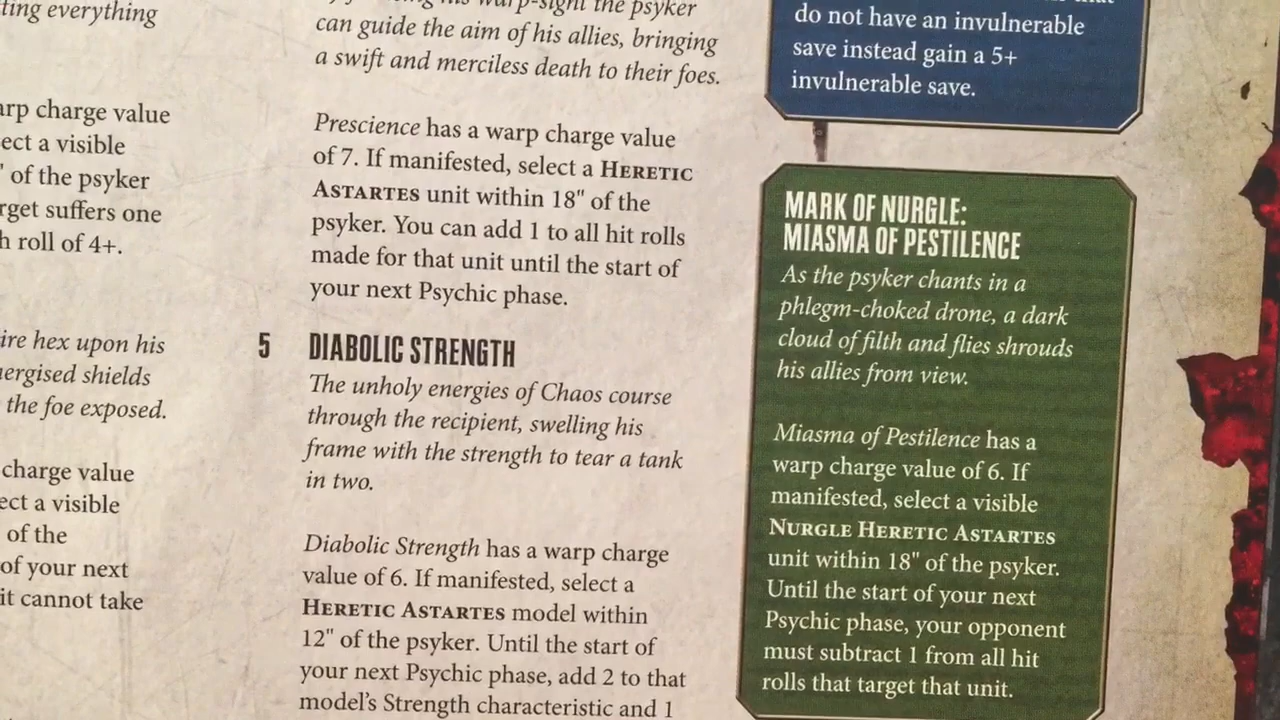 ting everything
arp charge value
ect a visible
" of the psyker
rget suffers one
h roll of 4+.
ire hex upon his
ergised shields
the foe exposed.
charge value
ect a visible
of the
of your next
it cannot take
warp-sight the psyker
can guide the aim of his allies, bringing
a swift and merciless death to their foes.
Prescience has a warp charge value
of 7. If manifested, select a HERETIC
ASTARTES unit within 18" of the
psyker. You can add 1 to all hit rolls
made for that unit until the start of
your next Psychic phase.
5 DIABOLIC STRENGTH
The unholy energies of Chaos course
through the recipient, swelling his
frame with the strength to tear a tank
in two.
Diabolic Strength has a warp charge
value of 6. If manifested, select a
HERETIC ASTARTES model within
12" of the psyker. Until the start of
your next Psychic phase, add 2 to that
model's Strength characteristic and 1
do not have an invulnerable
save instead gain a 5+
invulnerable save.
MARK OF NURGLE:
MIASMA OF PESTILENCE
As the psyker chants in a
phlegm-choked drone, a dark
cloud of filth and flies shrouds
his allies from view.
Miasma of Pestilence has a
warp charge value of 6. If
manifested, select a visible
NURGLE HERETIC ASTARTES
unit within 18" of the psyker.
Until the start of your next
Psychic phase, your opponent
must subtract 1 from all hit
rolls that target that unit.